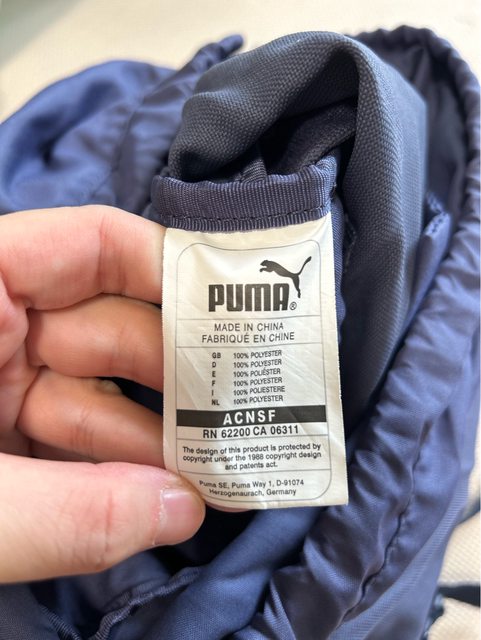 PUMA®
MADE IN CHINA
FABRIQUÉ EN CHINE
GB 100% POLYESTER
D 100% POLYESTER
E 100% POLIÉSTER
F 100% POLYESTER
I 100% POLIESTERE
NL 100% POLYESTER
ACNSF
RN 62200 CA 06311
The design of this product is protected by
copyright under the 1988 copyright design
and patents act.
Puma SE, Puma Way 1, D-91074
Herzogenaurach, Germany